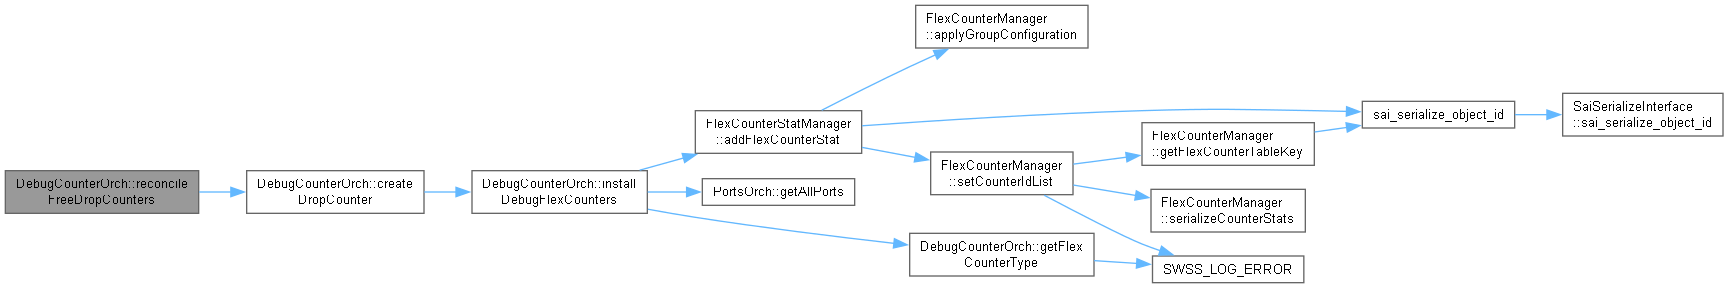 DebugCounterOrch::reconcile
FreeDropCounters
DebugCounterOrch::create
DropCounter
DebugCounterOrch::install
DebugFlexCounters
FlexCounterStatManager
::addFlexCounterStat
FlexCounterManager
::applyGroupConfiguration
PortsOrch::getAllPorts
DebugCounterOrch::getFlex
CounterType
FlexCounterManager
::setCounterIdList
FlexCounterManager
::getFlexCounterTableKey
FlexCounterManager
::serializeCounterStats
SWSS_LOG_ERROR
sai_serialize_object_id
SaiSerializeInterface
::sai_serialize_object_id